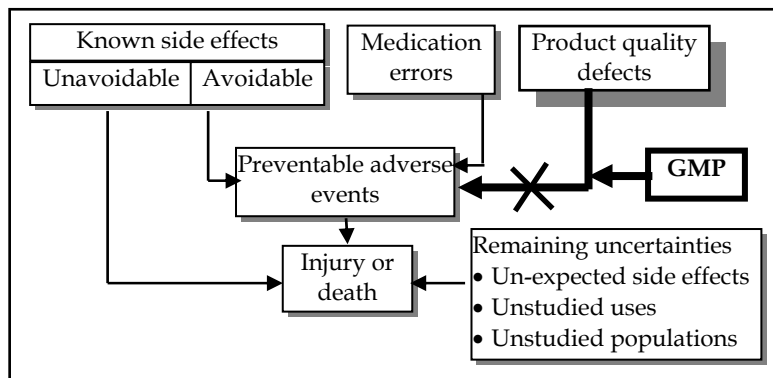 Known side effects
Unavoidable
Avoidable
Medication
errors
Product quality
defects
Preventable adverse
events
GMP
Injury or
death
Remaining uncertainties
• Un-expected side effects
• Unstudied uses
• Unstudied populations